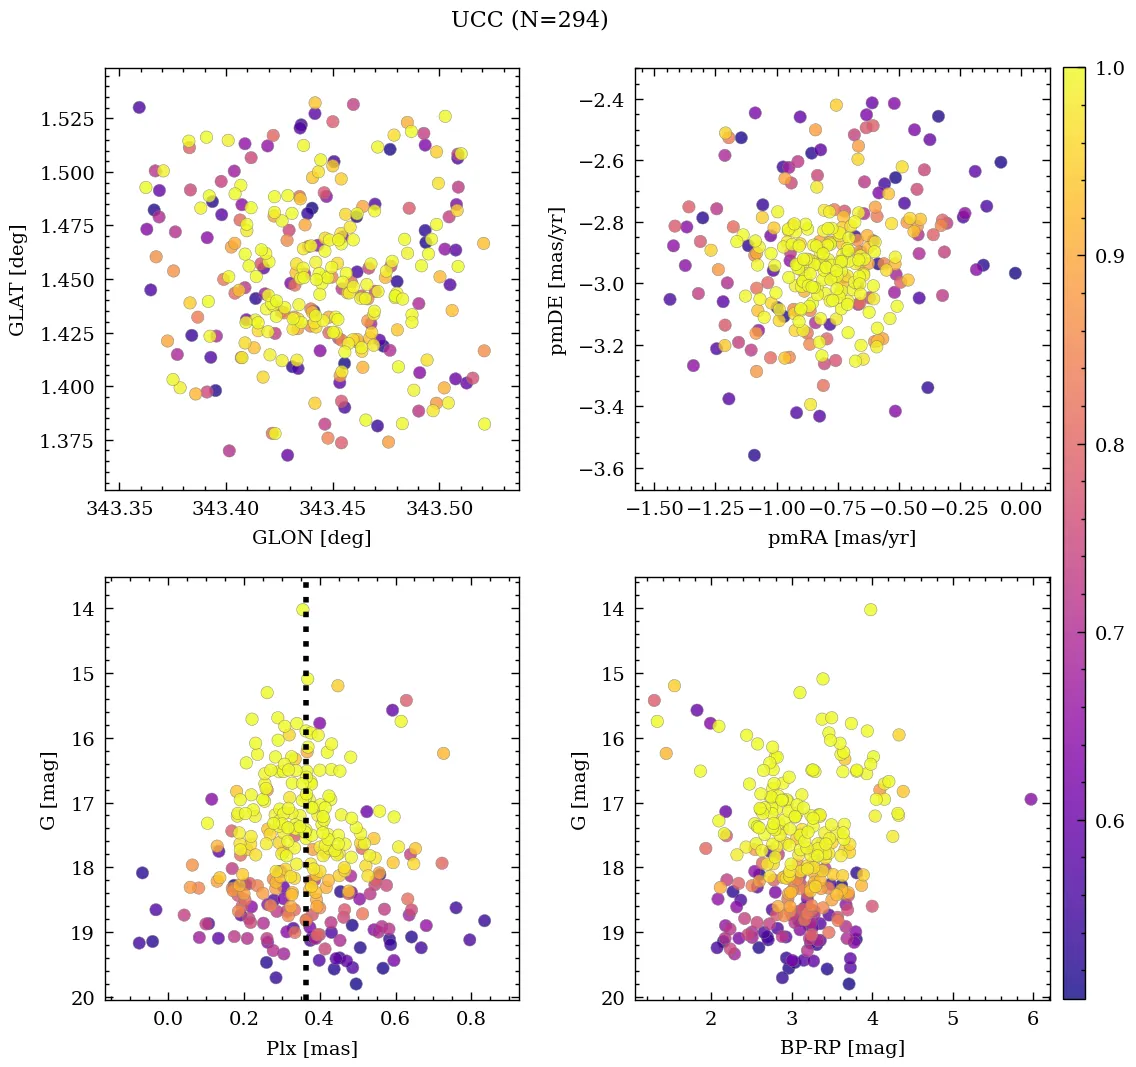 UCC (N=294)
GLAT [deg]
1.525
1.500
1.475
1.450
1.425
1.400
1.375
343.35 343.40 343.45 343.50
GLON [deg]
pmDE [mas/yr]
−2.4
−2.6
−2.8
−3.0
−3.2
−3.4
−3.6
−1.50 −1.25 −1.00 −0.75 −0.50 −0.25 0.00
pmRA [mas/yr]
1.0
0.9
0.8
0.7
0.6
G [mag]
14
15
16
17
18
19
20
0.0 0.2 0.4 0.6 0.8
Plx [mas]
G [mag]
14
15
16
17
18
19
20
2 3 4 5 6
BP-RP [mag]